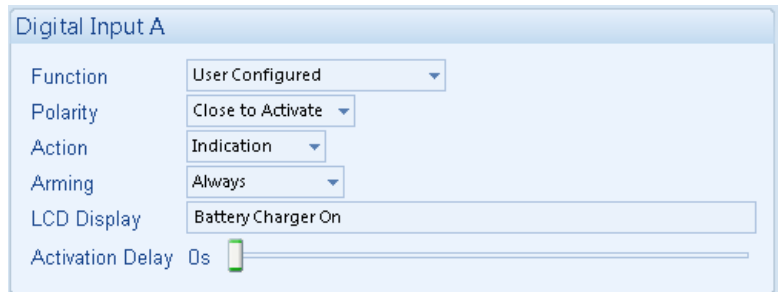 Digital Input A
Function User Configured
Polarity Close to Activate
Action Indication
Arming Always
LCD Display Battery Charger On
Activation Delay 0s